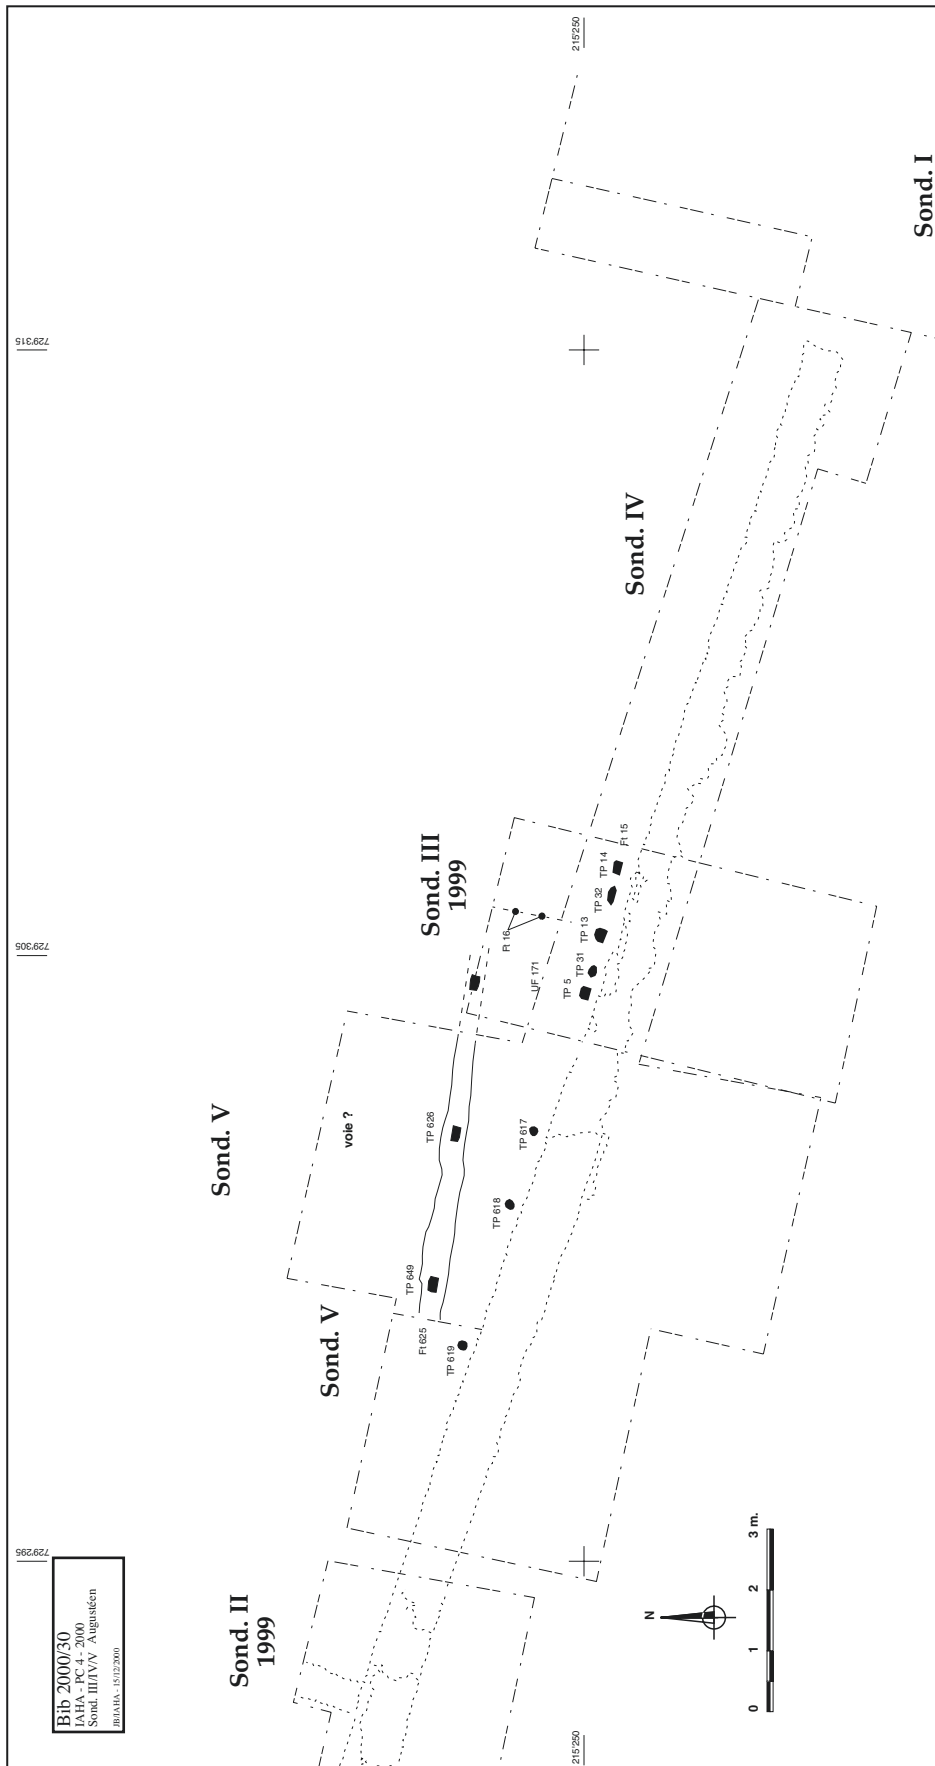 Bib 2000/30
IAHA - PC 4 - 2000
Sond. III/IV/V Augustéen
JB/IAHA - 15/12/2000
729'295
729'305
729'315
215'250
215'250
Sond. II
1999
Sond. V
Sond. V
Sond. III
1999
Sond. IV
Sond. I
voie ?
TP 649
TP 626
Ft 625
TP 619
TP 618
TP 617
Ft 16
UF 171
TP 5
TP 31
TP 13
TP 32
TP 14
Ft 15
N
0 1 2 3 m.